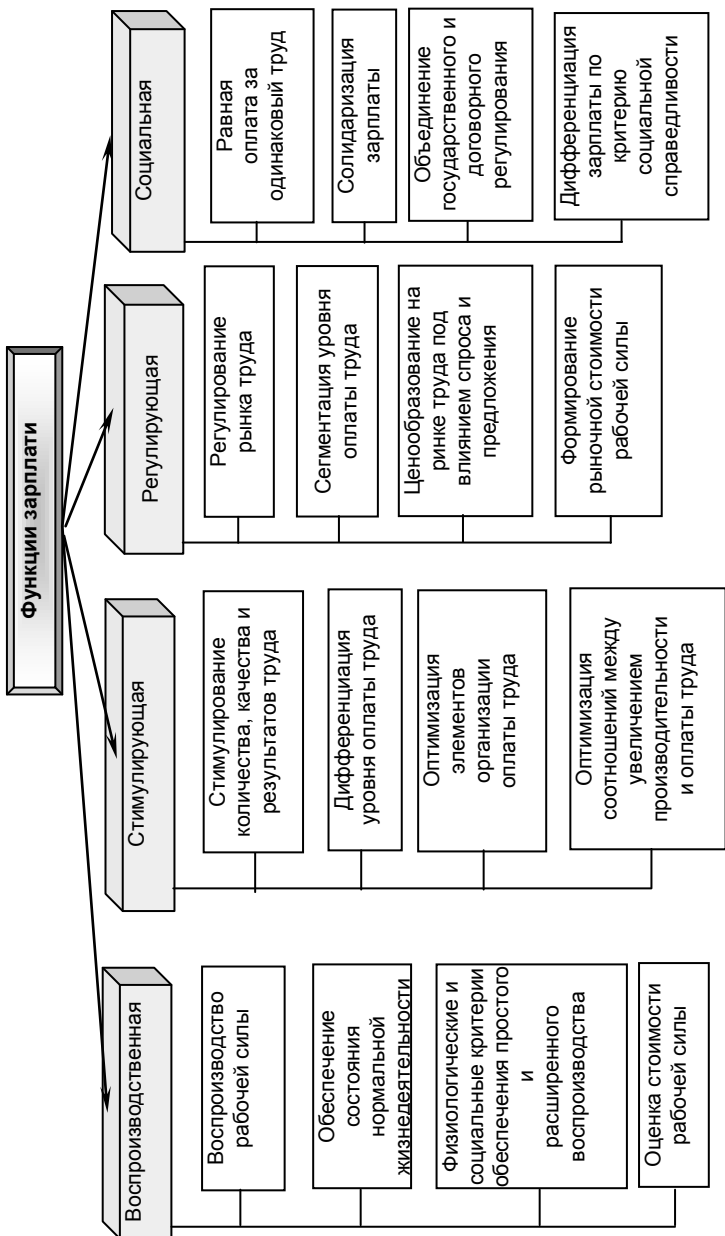 Функции зарплати
Воспроизводственная
Воспроизводство
рабочей силы
Обеспечение
состояния
нормальной
жизнедеятельности
Физиологические и
социальные критерии
обеспечения простого
и
расширенного
воспроизводства
Оценка стоимости
рабочей силы
Стимулирующая
Стимулирование
количества, качества и
результатов труда
Дифференциация
уровня оплаты труда
Оптимизация
элементов
организации
оплаты труда
Оптимизация
соотношений между
увеличением
производительности
и оплаты труда
Регулирующая
Регулирование
рынка труда
Сегментация уровня
оплаты труда
Ценообразование на
ринке труда под
влиянием спроса и
предложения
Формирование
рыночной стоимости
рабочей силы
Социальная
Равная
оплата за
одинаковый труд
Солидаризация
зарплаты
Объединение
государственного и
договорного
регулирования
Дифференциация
зарплаты по
критерию
социальной
справедливости